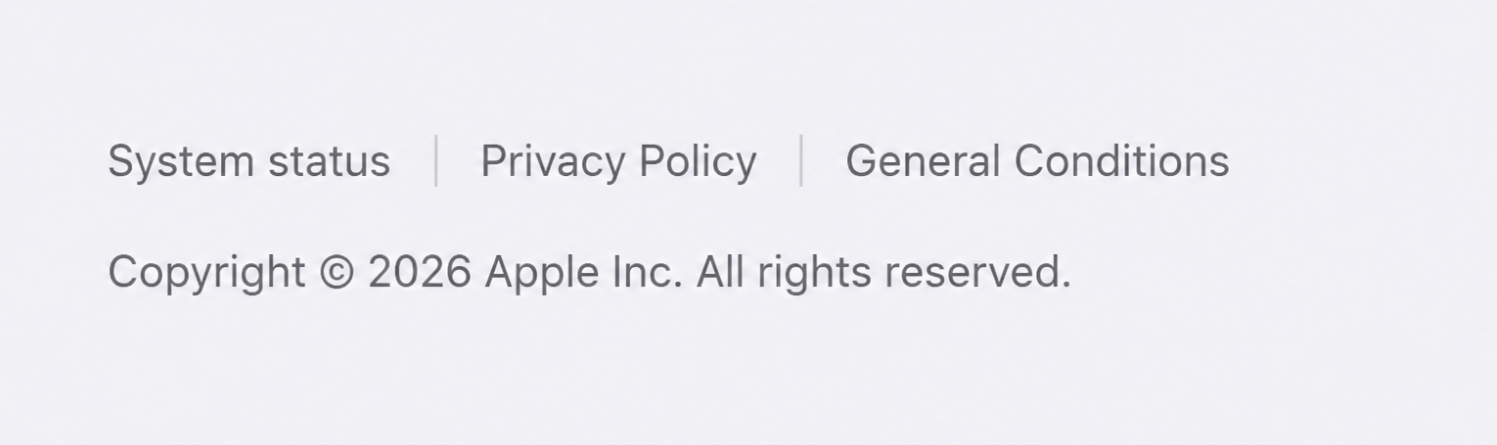 System status | Privacy Policy | General Conditions
Copyright © 2026 Apple Inc. All rights reserved.